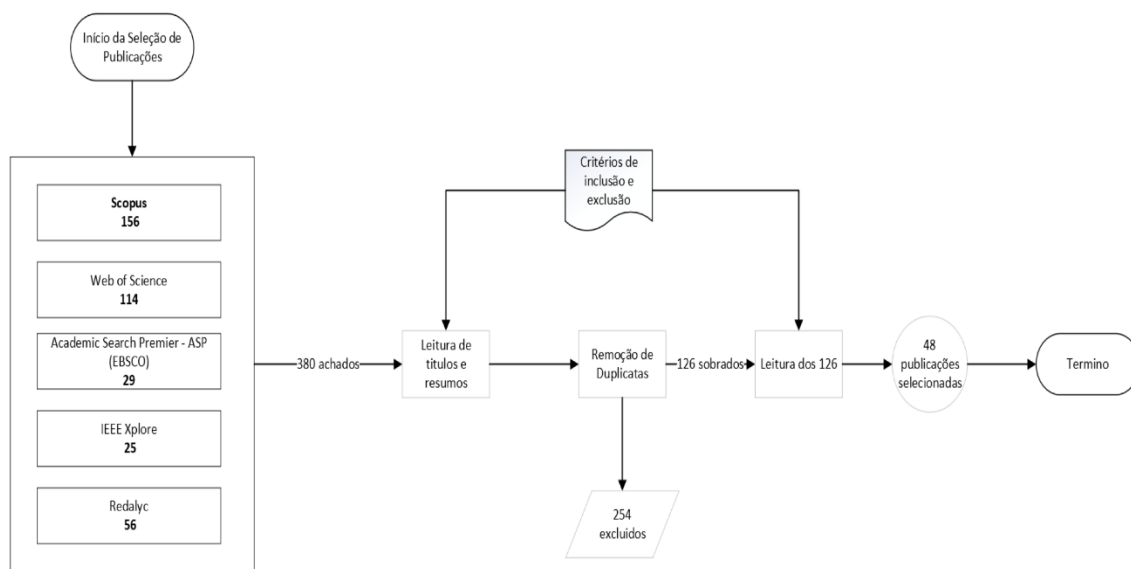 Início da Seleção de
Publicações
Scopus
156
Web of Science
114
Academic Search Premier - ASP
(EBSCO)
29
IEEE Xplore
25
Redalyc
56
380 achados
Leitura de
titulos e
resumos
Critérios de
inclusão e
exclusão
Remoção de
Duplicatas
254
excluidos
126 sobrados
Leitura dos 126
48
publicações
selecionadas
Termino